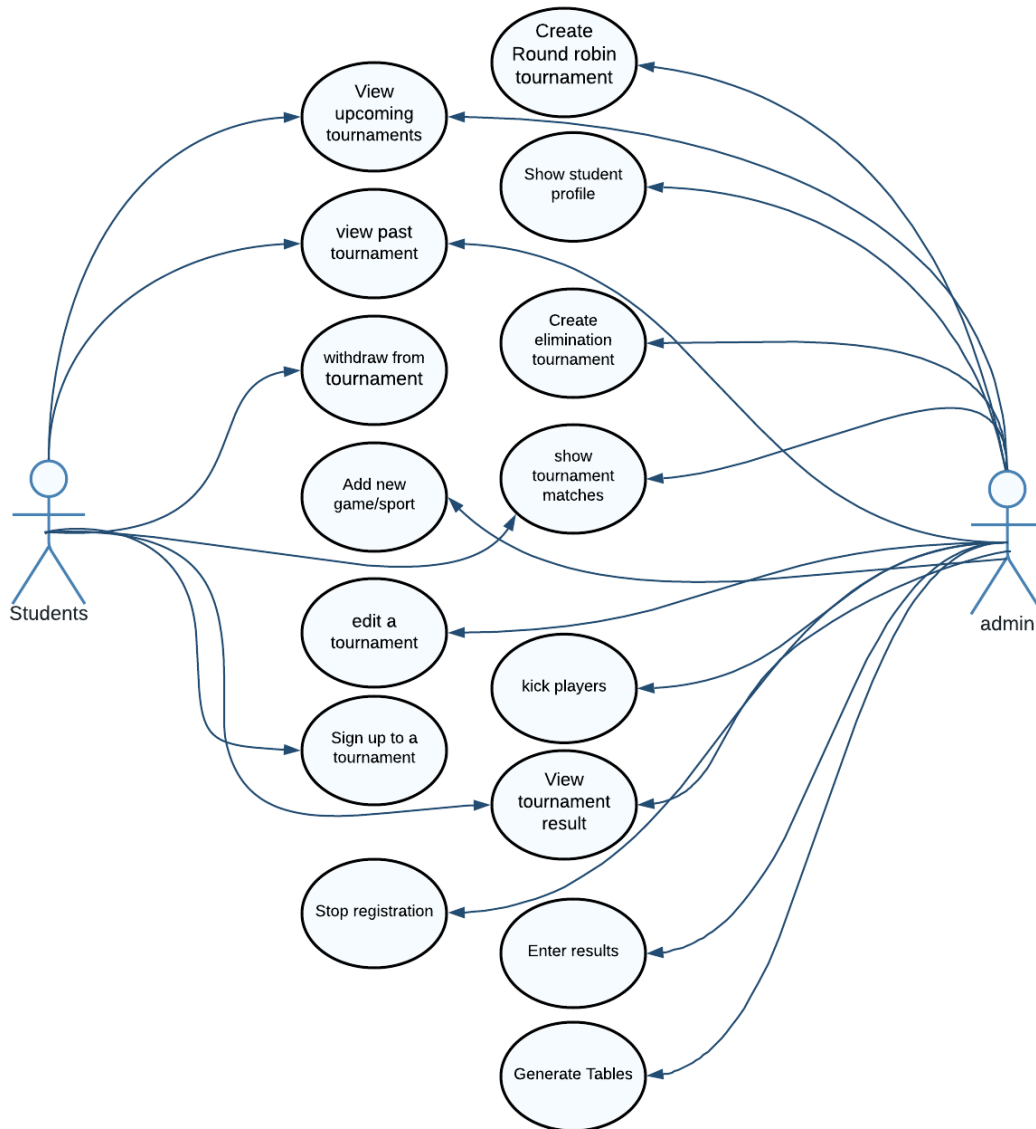 Create
Round robin
tournament
View
upcoming
tournaments
Show student
profile
view past
tournament
Create
elimination
tournament
withdraw from
tournament
show
tournament
matches
Add new
game/sport
Students
admin
edit a
tournament
kick players
Sign up to a
tournament
View
tournament
result
Stop registration
Enter results
Generate Tables